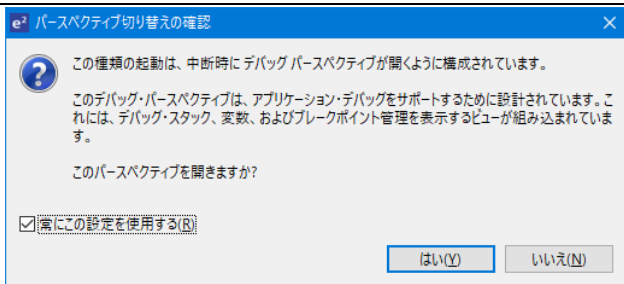 e² パースペクティブ切り替えの確認
この種類の起動は、中断時に デバッグ パースペクティブが開くように構成されています。
このデバッグ・パースペクティブは、アプリケーション・デバッグをサポートするために設計されています。こ
れには、デバッグ・スタック、変数、およびブレークポイント管理を表示するビューが組み込まれていま
す。
このパースペクティブを開きますか?
常にこの設定を使用する(R)
はい(Y) いいえ(N)